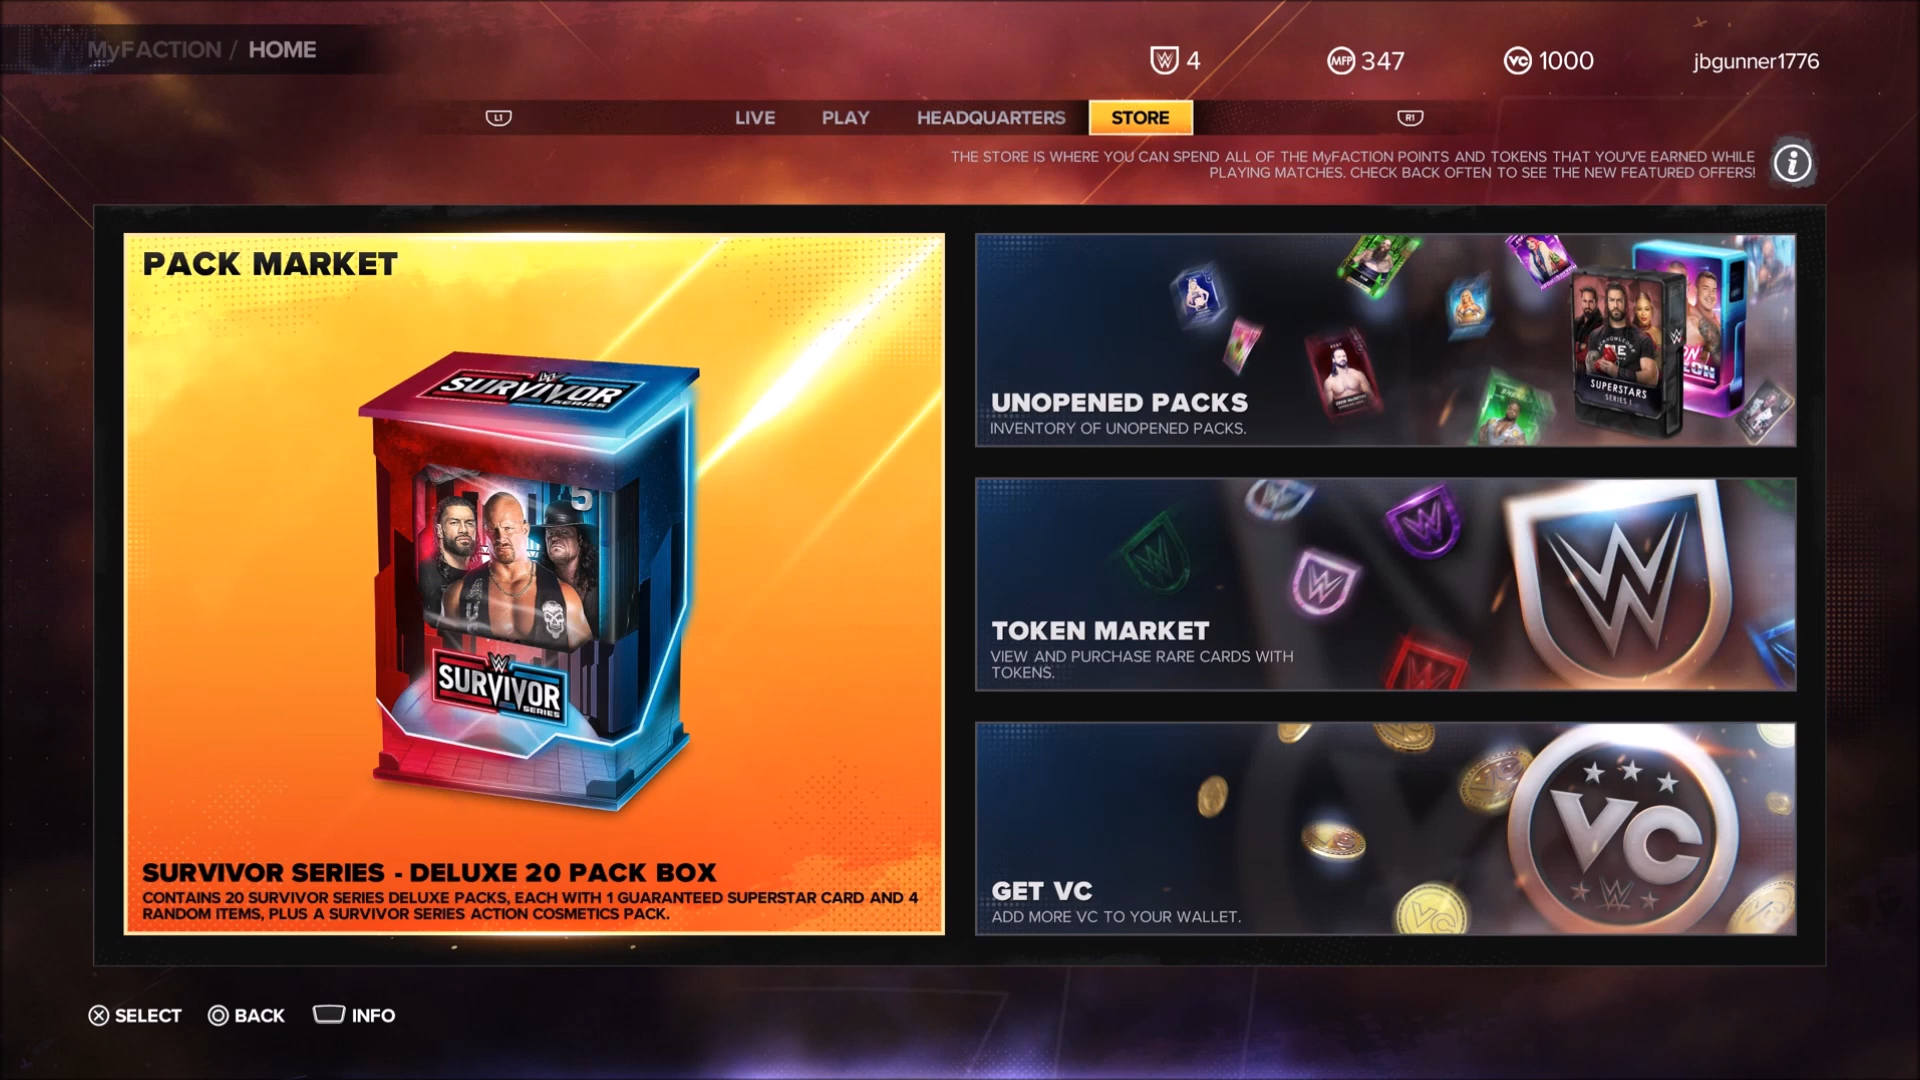 MyFACTION / HOME
4
MFP 347
VC 1000
jbgunner1776
L1
LIVE
PLAY
HEADQUARTERS
STORE
R1
THE STORE IS WHERE YOU CAN SPEND ALL OF THE MyFACTION POINTS AND TOKENS THAT YOU'VE EARNED WHILE
PLAYING MATCHES. CHECK BACK OFTEN TO SEE THE NEW FEATURED OFFERS!
PACK MARKET
SURVIVOR
SERIES
SURVIVOR
SERIES
SURVIVOR SERIES - DELUXE 20 PACK BOX
CONTAINS 20 SURVIVOR SERIES DELUXE PACKS, EACH WITH 1 GUARANTEED SUPERSTAR CARD AND 4
RANDOM ITEMS, PLUS A SURVIVOR SERIES ACTION COSMETICS PACK.
SUPERSTARS
SERIES I
UNOPENED PACKS
INVENTORY OF UNOPENED PACKS.
TOKEN MARKET
VIEW AND PURCHASE RARE CARDS WITH
TOKENS.
VC
GET VC
ADD MORE VC TO YOUR WALLET.
SELECT
BACK
INFO